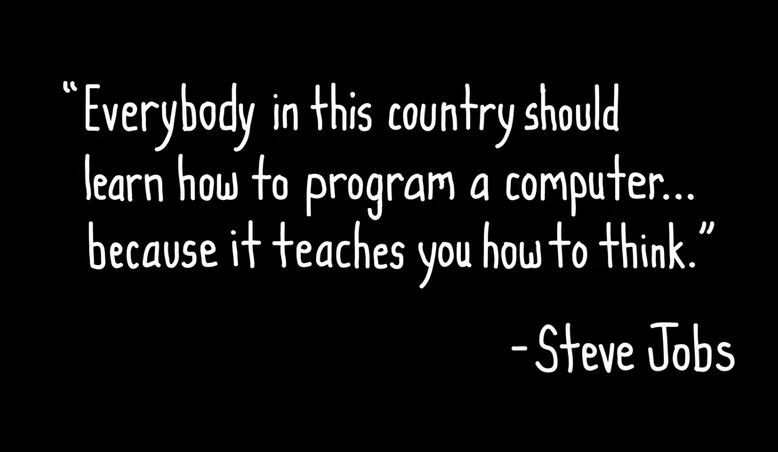 “Everybody in this country should
learn how to program a computer...
because it teaches you how to think.”
-Steve Jobs